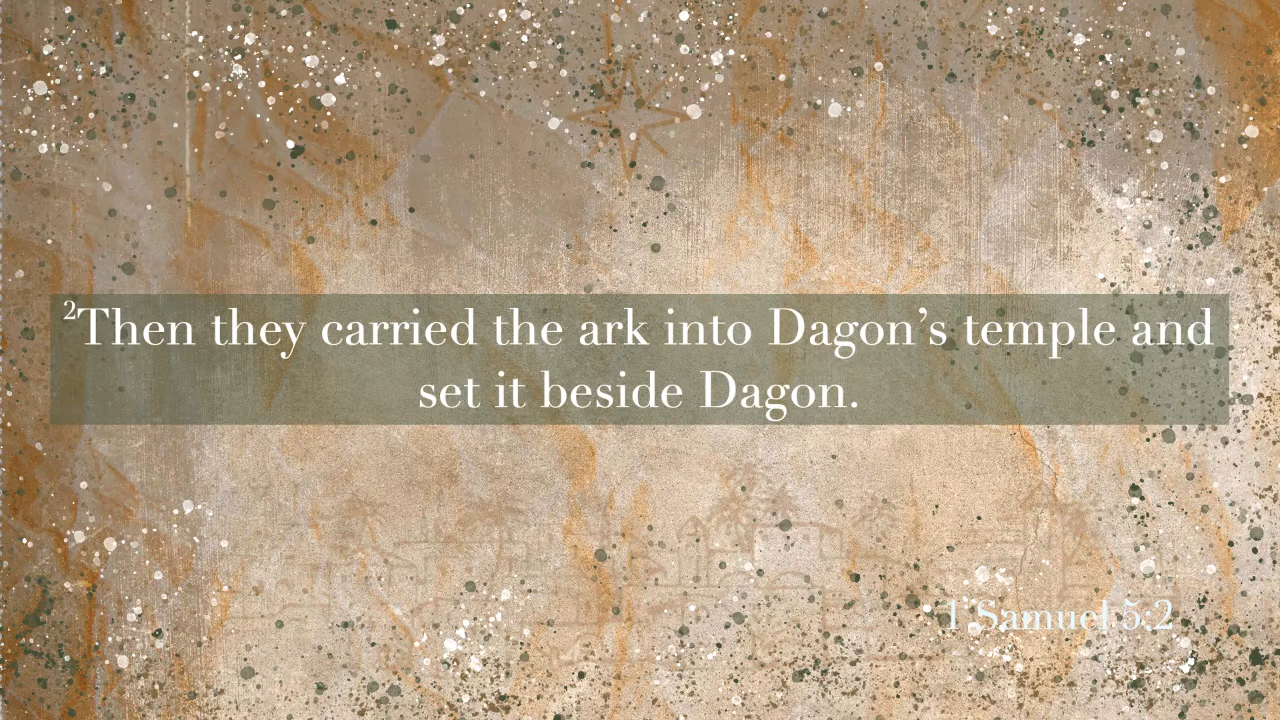 ²Then they carried the ark into Dagon’s temple and
set it beside Dagon.
1 Samuel 5:2